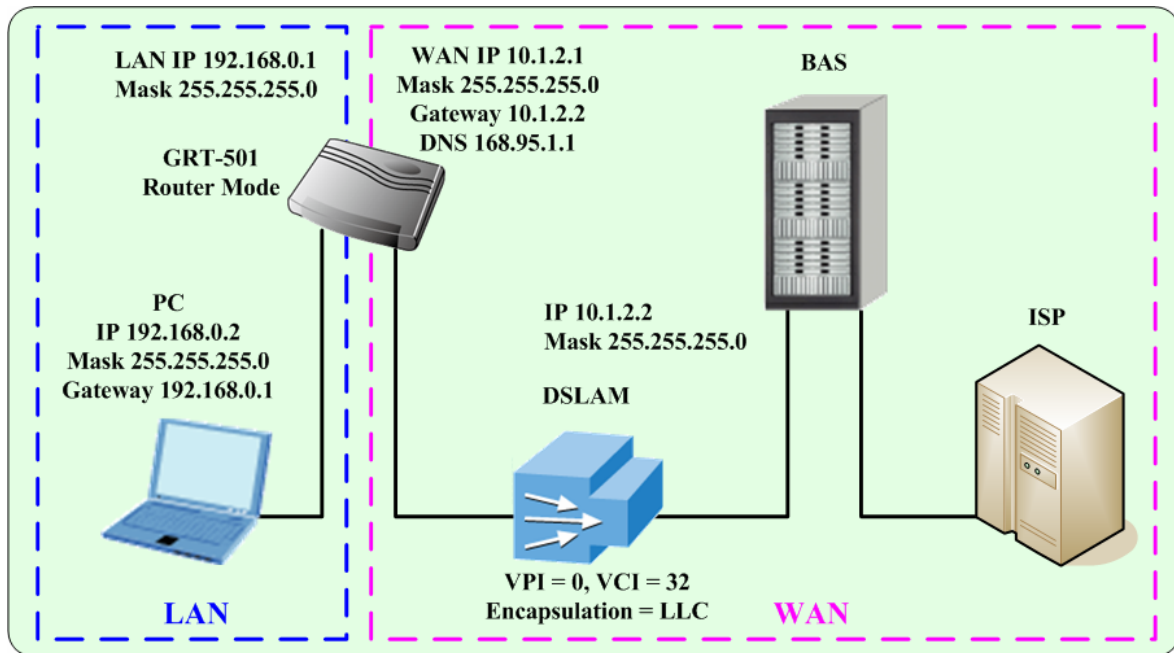 LAN IP 192.168.0.1
Mask 255.255.255.0
WAN IP 10.1.2.1
Mask 255.255.255.0
Gateway 10.1.2.2
DNS 168.95.1.1
BAS
GRT-501
Router Mode
PC
IP 192.168.0.2
Mask 255.255.255.0
Gateway 192.168.0.1
IP 10.1.2.2
Mask 255.255.255.0
DSLAM
ISP
VPI = 0, VCI = 32
Encapsulation = LLC
LAN
WAN